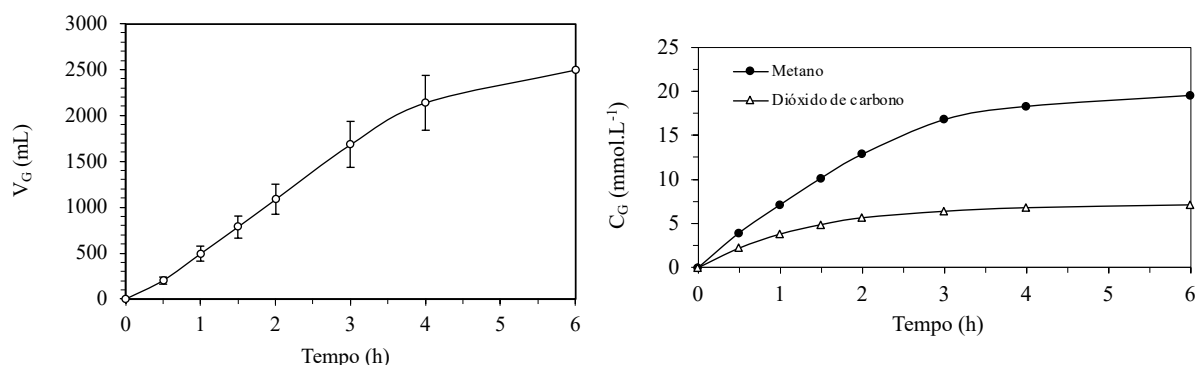 3000
2500
2000
1500
1000
500
0
V_G (mL)
0 1 2 3 4 5 6
Tempo (h)
25
20
15
10
5
0
C_G (mmol.L⁻¹)
Metano
Dióxido de carbono
0 1 2 3 4 5 6
Tempo (h)